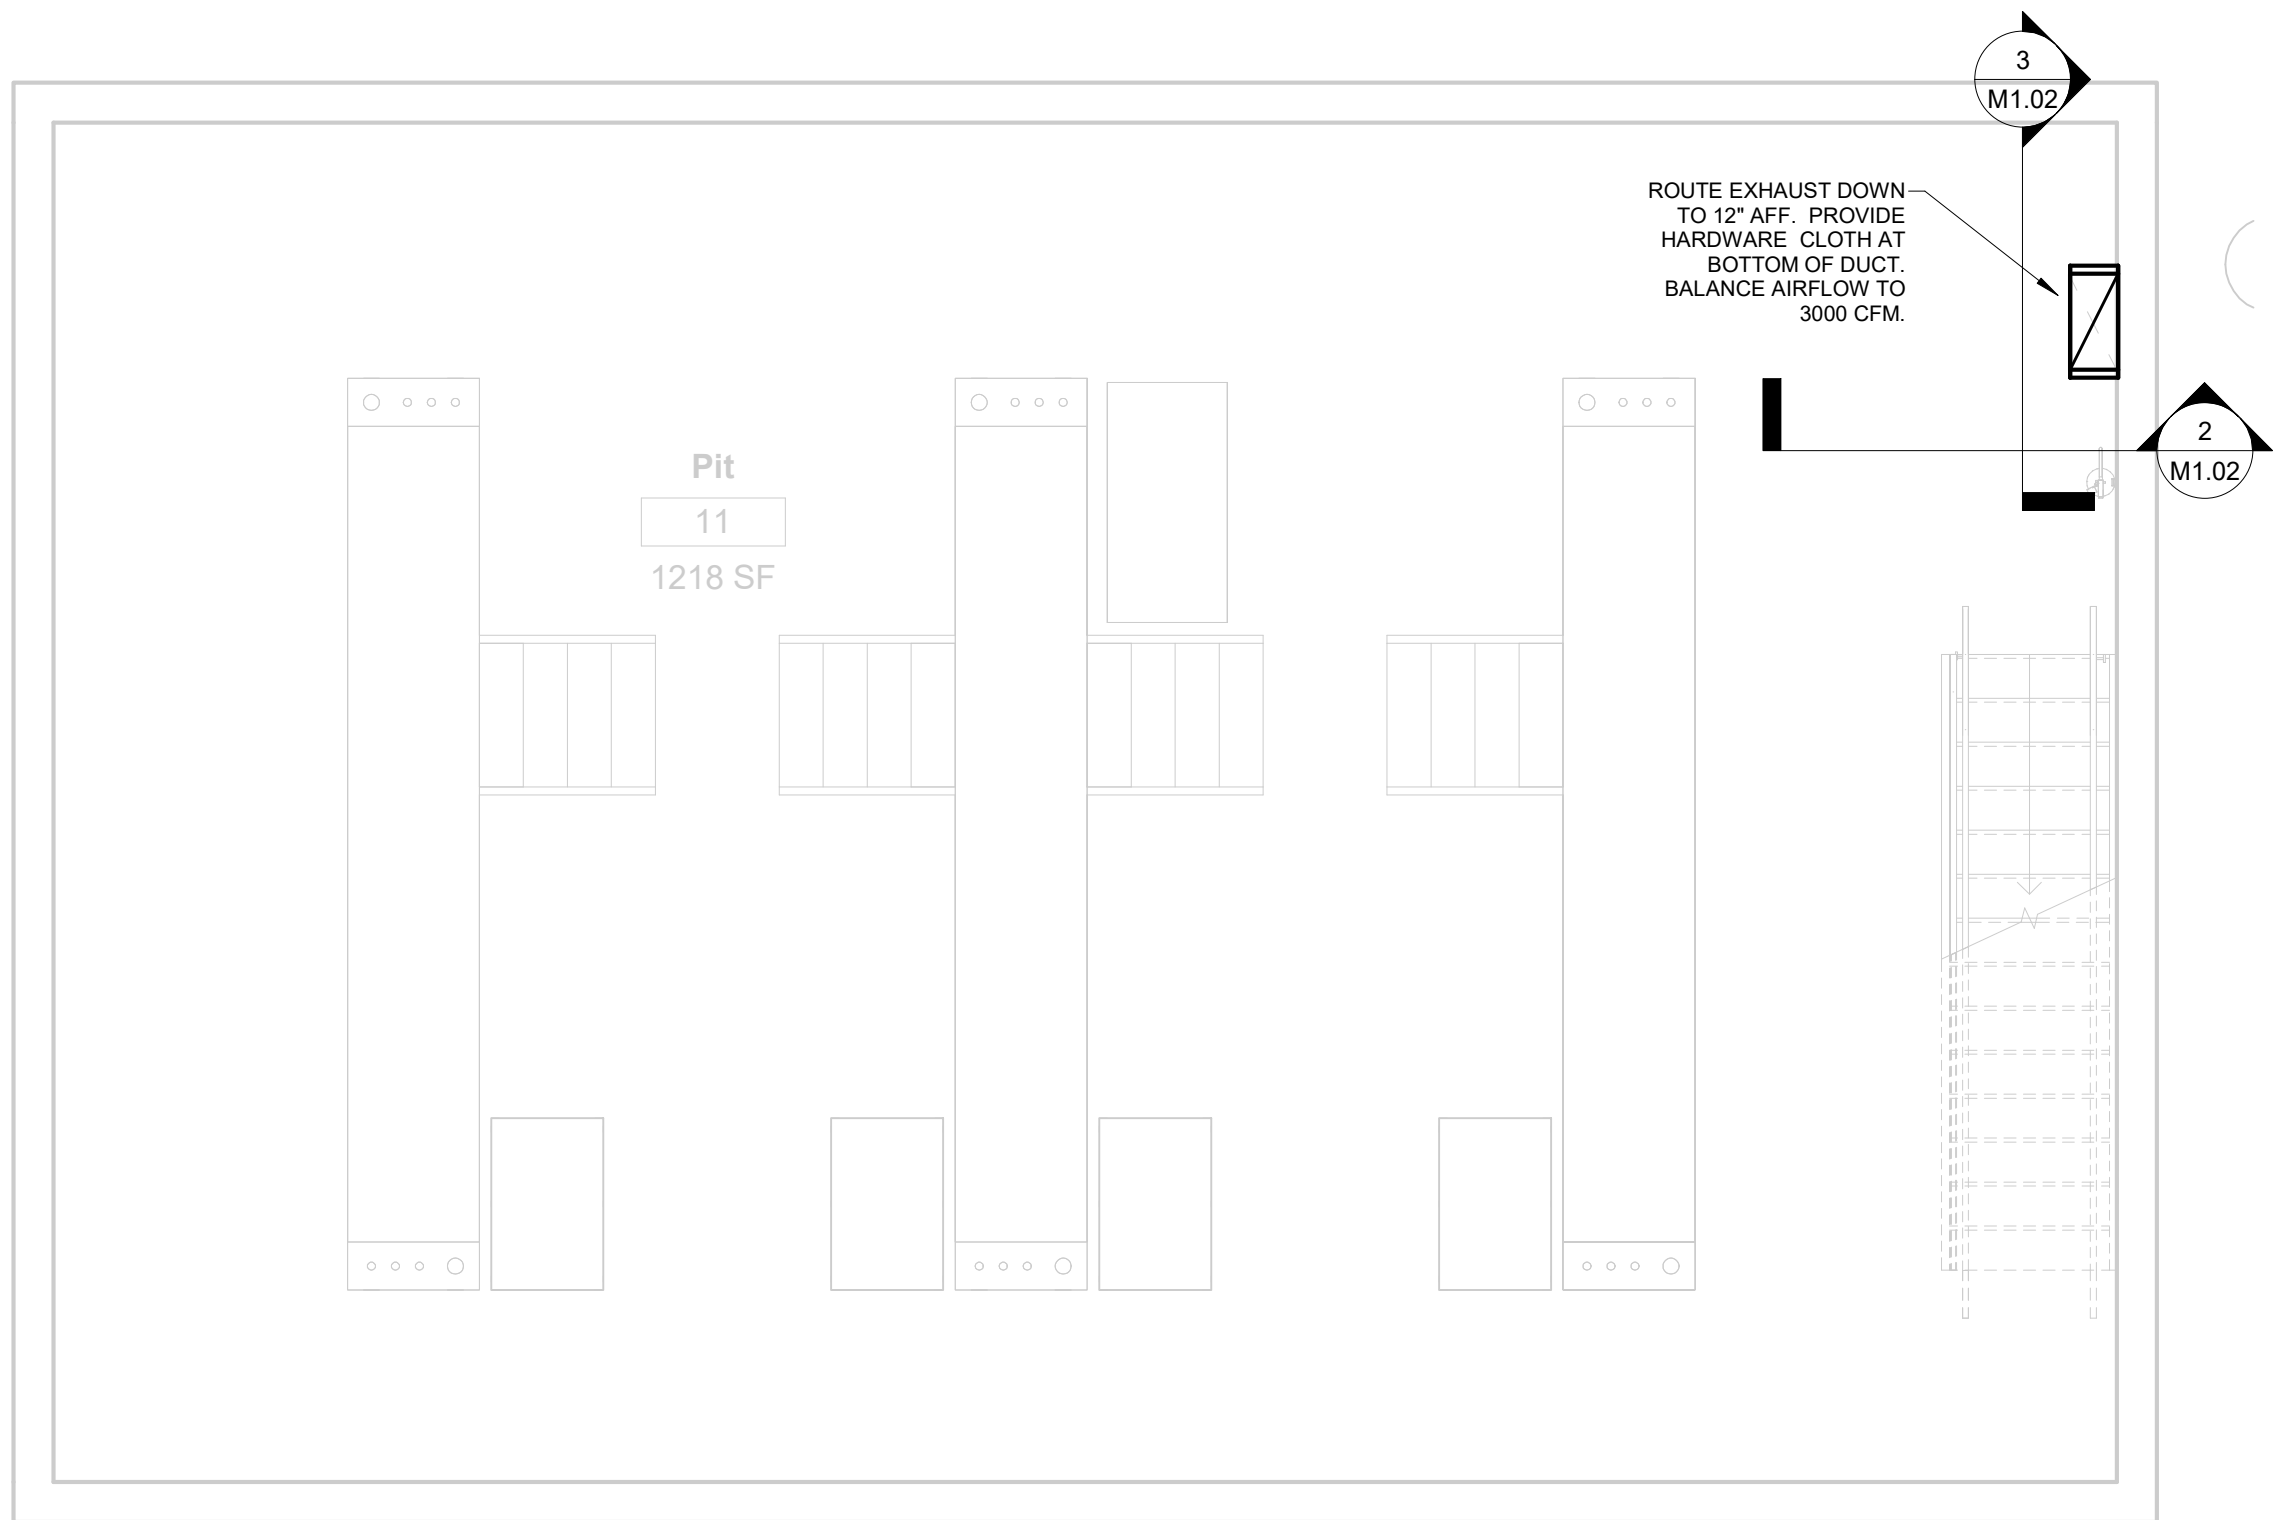 3
M1.02
ROUTE EXHAUST DOWN
TO 12" AFF. PROVIDE
HARDWARE CLOTH AT
BOTTOM OF DUCT.
BALANCE AIRFLOW TO
3000 CFM.
2
M1.02
Pit
11
1218 SF